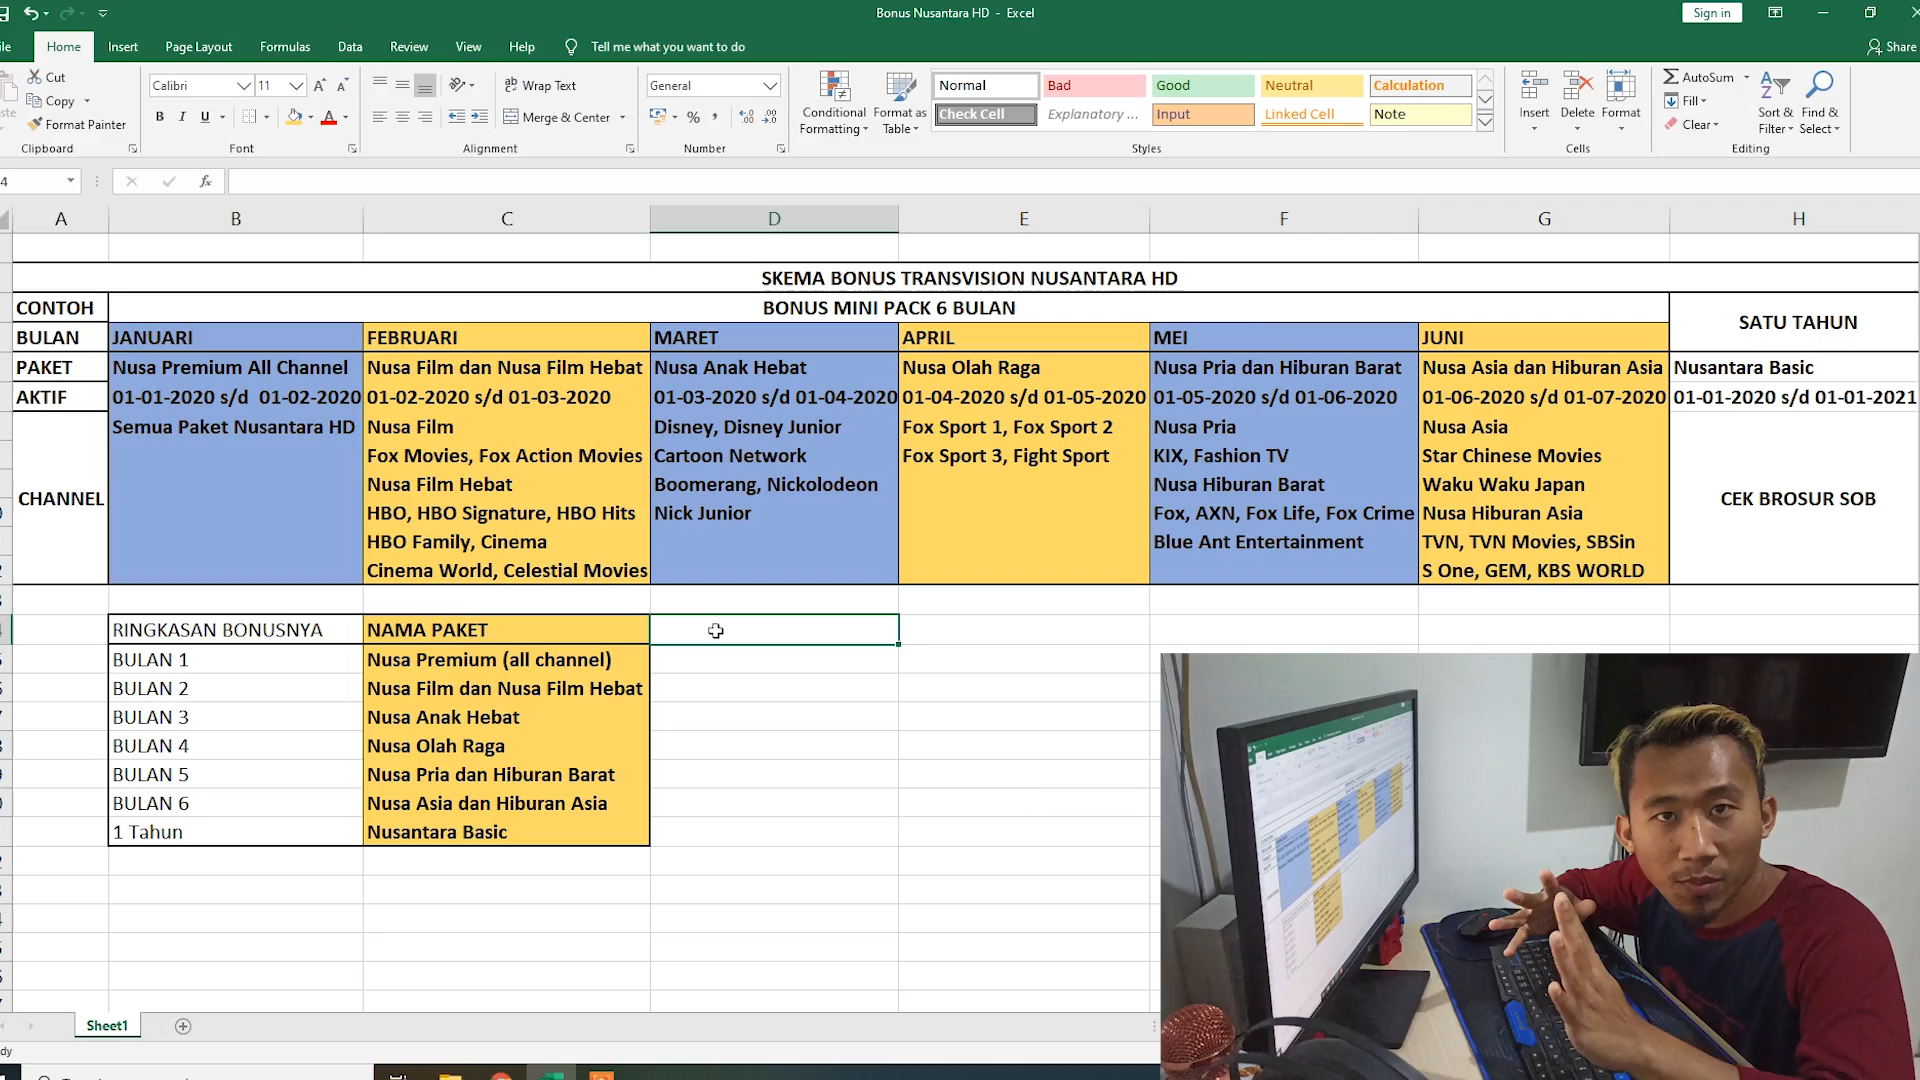 Bonus Nusantara HD - Excel
Sign in
Home Insert Page Layout Formulas Data Review View Help Tell me what you want to do Share
Cut
Copy
Format Painter
Clipboard
Calibri 11
B I U
Font
Wrap Text
Merge & Center
Alignment
General
Number
Conditional Formatting
Format as Table
Normal Bad Good Neutral Calculation
Check Cell Explanatory ... Input Linked Cell Note
Styles
Insert Delete Format
Cells
AutoSum
Fill
Clear
Sort & Filter
Find & Select
Editing
A B C D E F G H
SKEMA BONUS TRANSVISION NUSANTARA HD
CONTOH BONUS MINI PACK 6 BULAN SATU TAHUN
BULAN JANUARI FEBRUARI MARET APRIL MEI JUNI
PAKET Nusa Premium All Channel Nusa Film dan Nusa Film Hebat Nusa Anak Hebat Nusa Olah Raga Nusa Pria dan Hiburan Barat Nusa Asia dan Hiburan Asia Nusantara Basic
AKTIF 01-01-2020 s/d 01-02-2020 01-02-2020 s/d 01-03-2020 01-03-2020 s/d 01-04-2020 01-04-2020 s/d 01-05-2020 01-05-2020 s/d 01-06-2020 01-06-2020 s/d 01-07-2020 01-01-2020 s/d 01-01-2021
Semua Paket Nusantara HD Nusa Film Disney, Disney Junior Fox Sport 1, Fox Sport 2 Nusa Pria Nusa Asia
Fox Movies, Fox Action Movies Cartoon Network Fox Sport 3, Fight Sport KIX, Fashion TV Star Chinese Movies
Nusa Film Hebat Boomerang, Nickolodeon Nusa Hiburan Barat Waku Waku Japan
CHANNEL CEK BROSUR SOB
HBO, HBO Signature, HBO Hits Nick Junior Fox, AXN, Fox Life, Fox Crime Nusa Hiburan Asia
HBO Family, Cinema Blue Ant Entertainment TVN, TVN Movies, SBSin
Cinema World, Celestial Movies S One, GEM, KBS WORLD
RINGKASAN BONUSNYA NAMA PAKET
BULAN 1 Nusa Premium (all channel)
BULAN 2 Nusa Film dan Nusa Film Hebat
BULAN 3 Nusa Anak Hebat
BULAN 4 Nusa Olah Raga
BULAN 5 Nusa Pria dan Hiburan Barat
BULAN 6 Nusa Asia dan Hiburan Asia
1 Tahun Nusantara Basic
Sheet1